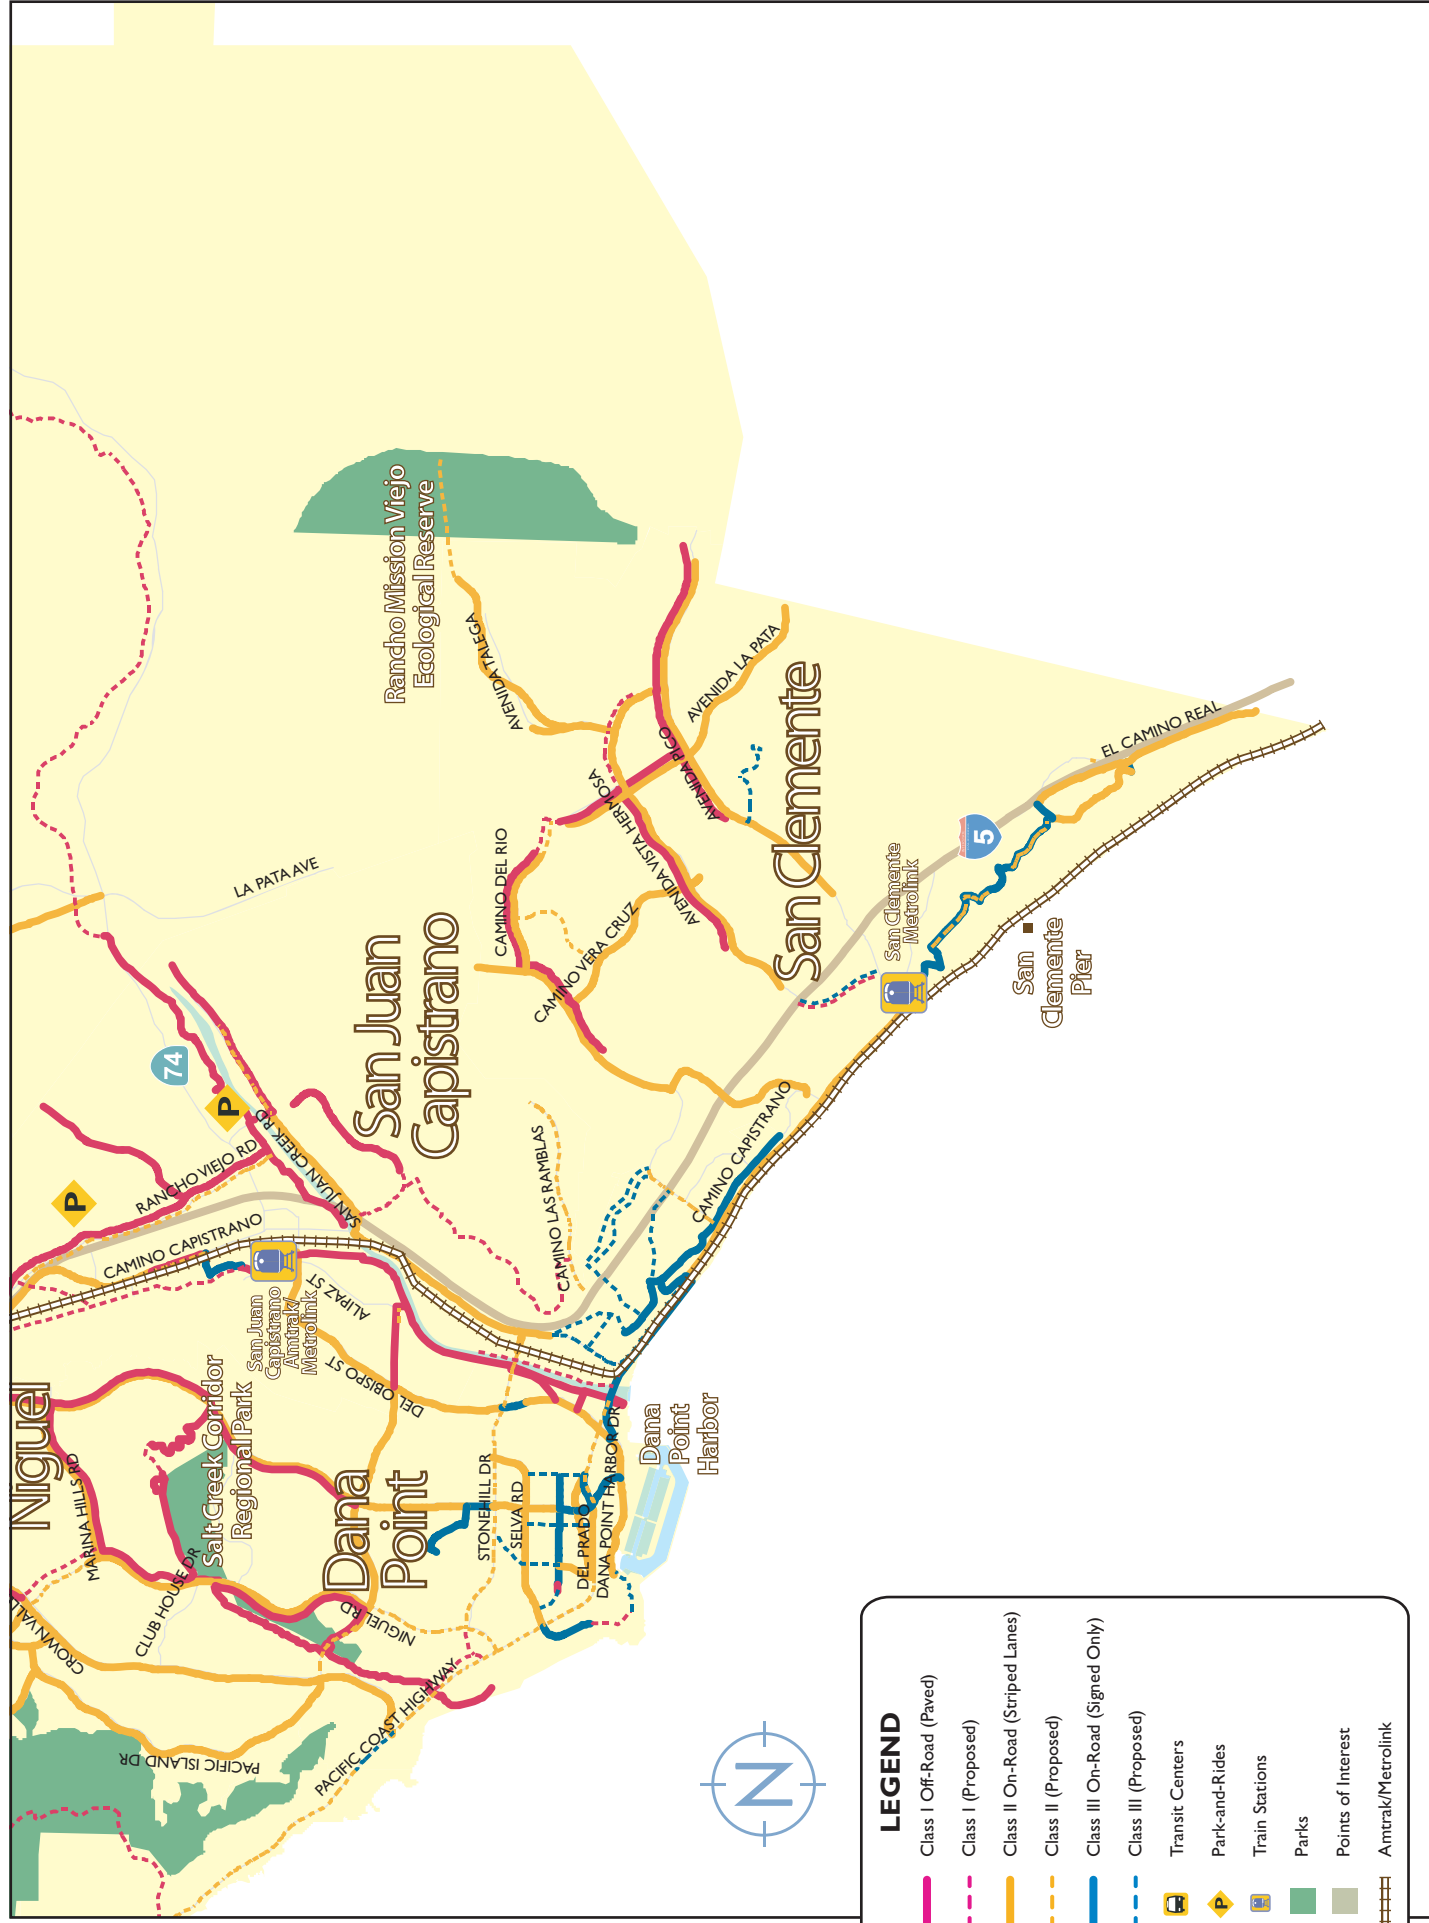 Niguel
MARINA HILLS RD
CROWN VALL
CLUB HOUSE DR
PACIFIC ISLAND DR
PACIFIC COAST HIGHWAY
NIGUEL RD
Salt Creek Corridor
Regional Park
Dana
Point
STONEHILL DR
SELVA RD
DEL PRADO
DANA POINT HARBOR DR
Dana
Point
Harbor
DEL OBISPO ST
ALIPAZ ST
San Juan
Capistrano
Amtrak/
Metrolink
CAMINO CAPISTRANO
RANCHO VIEJO RD
P
P
74
SAN JUAN CREEK RD
San Juan
Capistrano
LA PATA AVE
CAMINO LAS RAMBLAS
CAMINO CAPISTRANO
CAMINO DEL RIO
CAMINO VERA CRUZ
AVENIDA VISTA HERMOSA
AVENIDA PICO
AVENIDA LA PATA
AVENIDA TALEGA
Rancho Mission Viejo
Ecological Reserve
San Clemente
San Clemente
Metrolink
5
EL CAMINO REAL
San
Clemente
Pier
N
LEGEND
Class I Off-Road (Paved)
Class I (Proposed)
Class II On-Road (Striped Lanes)
Class II (Proposed)
Class III On-Road (Signed Only)
Class III (Proposed)
Transit Centers
P
Park-and-Rides
Train Stations
Parks
Points of Interest
Amtrak/Metrolink